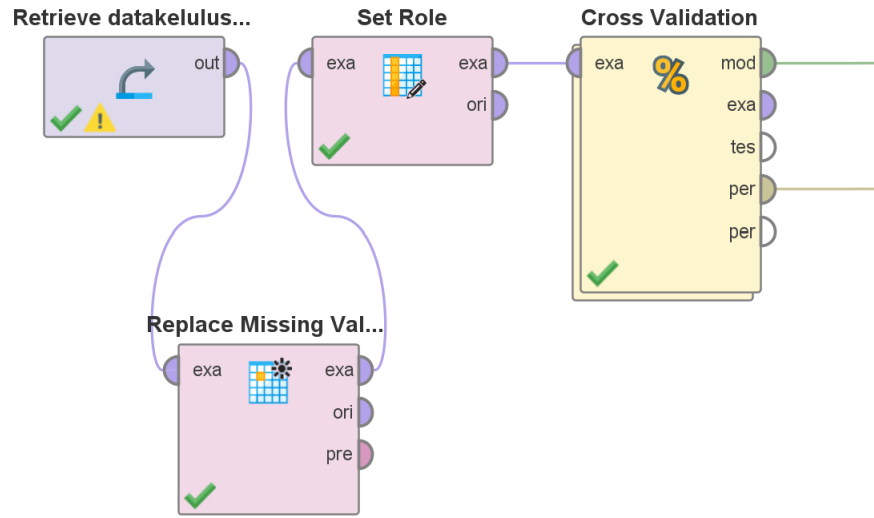 Retrieve datakelulus...
out
Set Role
exa
exa
ori
Cross Validation
exa
%
mod
exa
tes
per
per
Replace Missing Val...
exa
exa
ori
pre